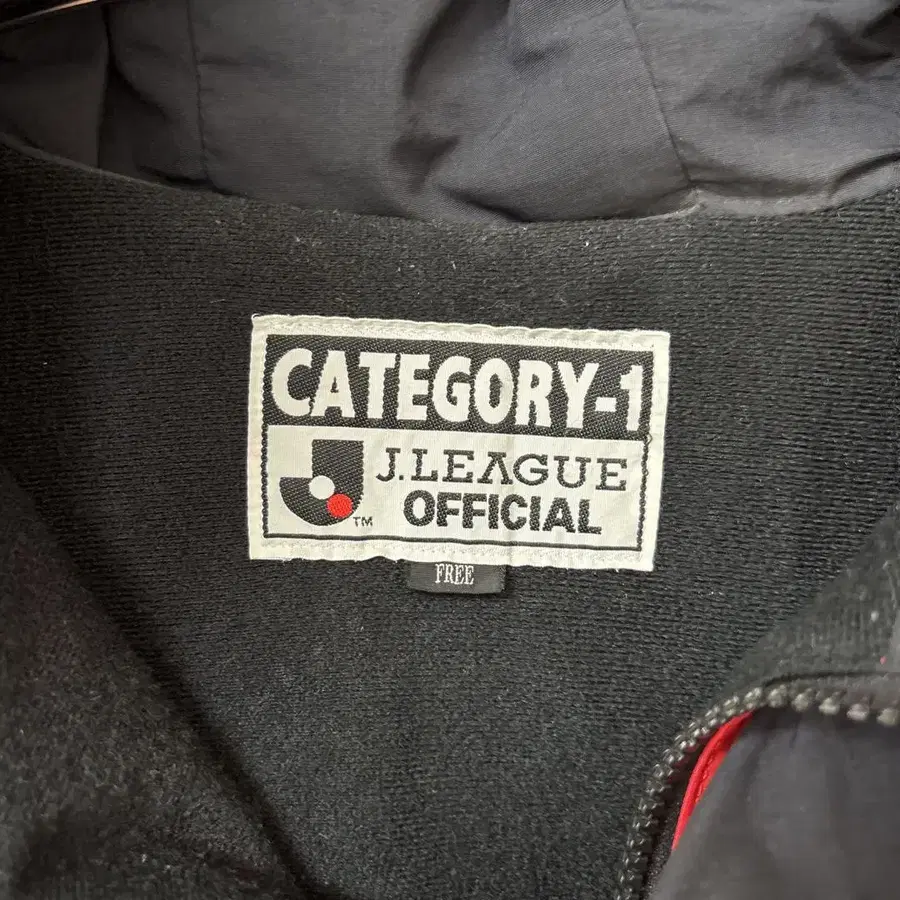 CATEGORY-1
J.LEAGUE
OFFICIAL
TM
FREE